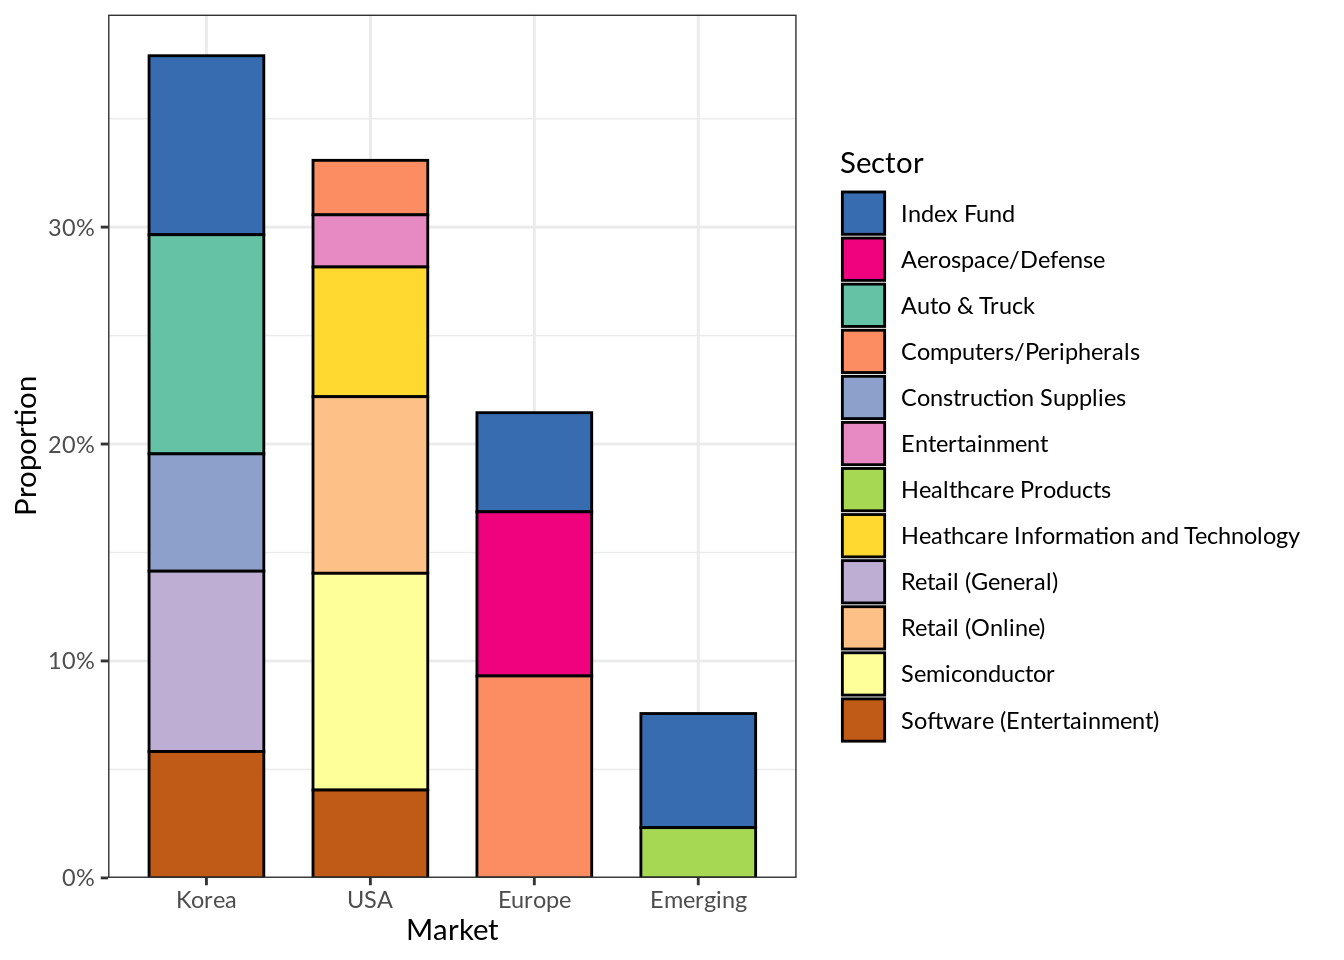 30%
20%
10%
0%
Proportion
Korea
USA
Europe
Emerging
Market
Sector
Index Fund
Aerospace/Defense
Auto & Truck
Computers/Peripherals
Construction Supplies
Entertainment
Healthcare Products
Heathcare Information and Technology
Retail (General)
Retail (Online)
Semiconductor
Software (Entertainment)